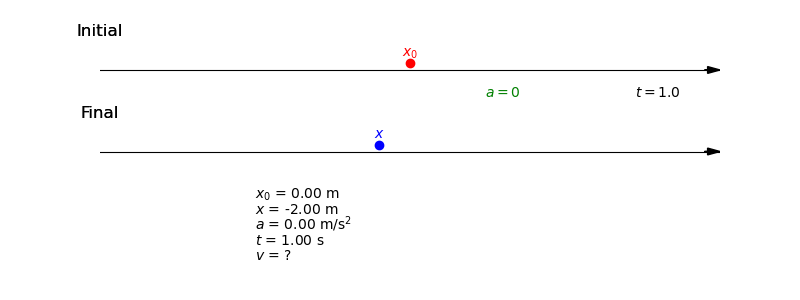 Initial
x₀
a = 0
t = 1.0
Final
x
x₀ = 0.00 m
x = -2.00 m
a = 0.00 m/s²
t = 1.00 s
v = ?